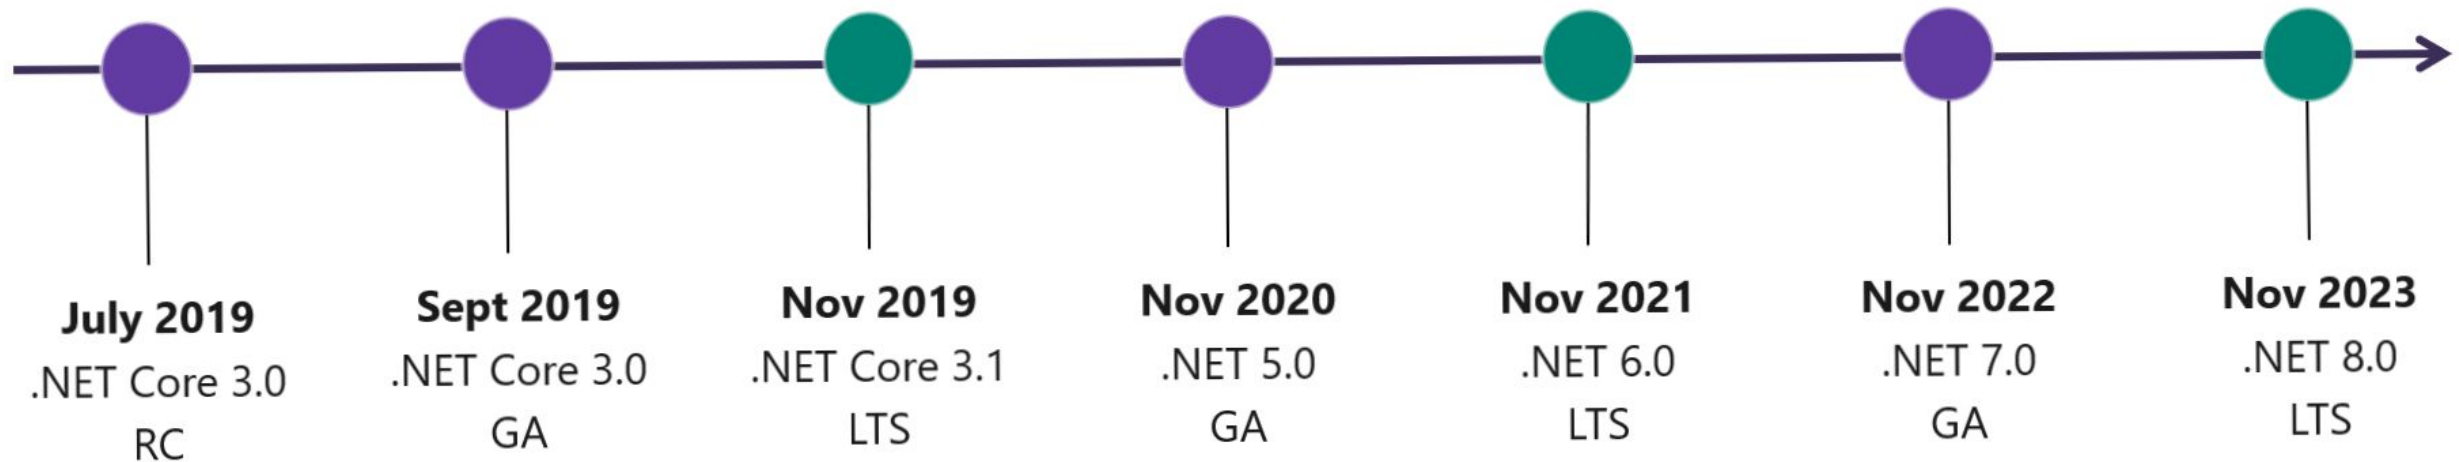 July 2019
.NET Core 3.0
RC
Sept 2019
.NET Core 3.0
GA
Nov 2019
.NET Core 3.1
LTS
Nov 2020
.NET 5.0
GA
Nov 2021
.NET 6.0
LTS
Nov 2022
.NET 7.0
GA
Nov 2023
.NET 8.0
LTS